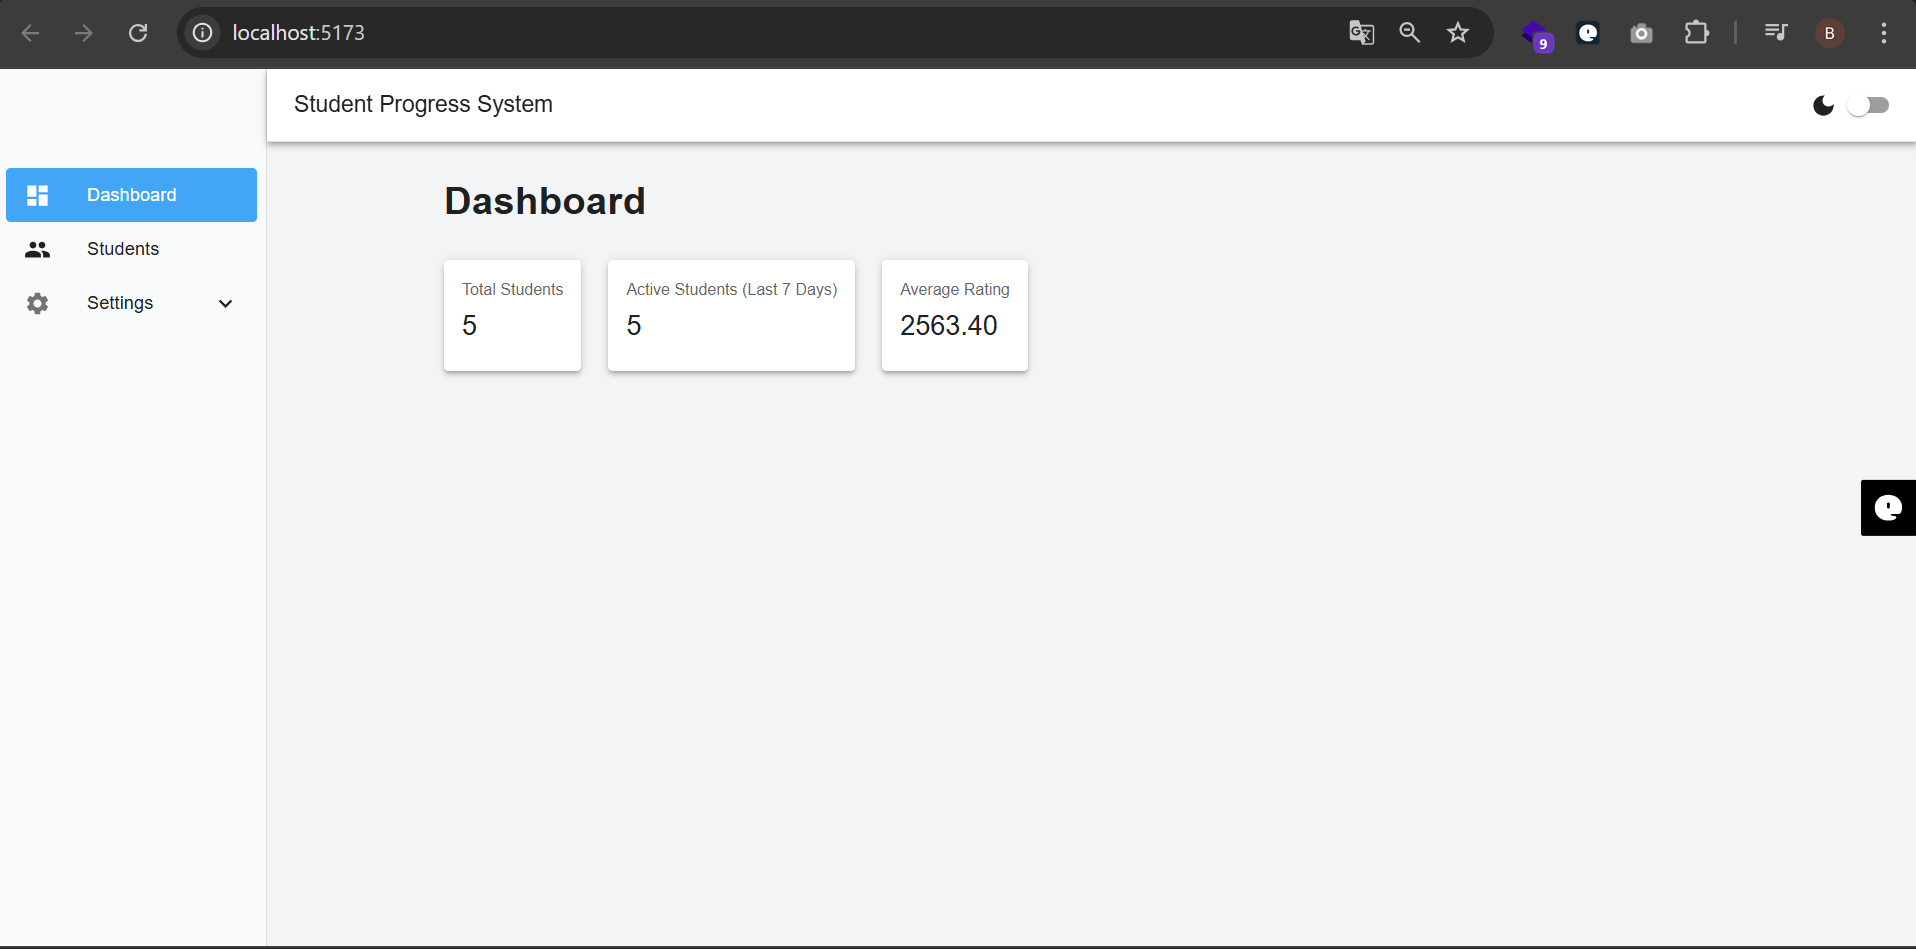 localhost:5173
9
B
Student Progress System
Dashboard
Students
Settings
Dashboard
Total Students
5
Active Students (Last 7 Days)
5
Average Rating
2563.40